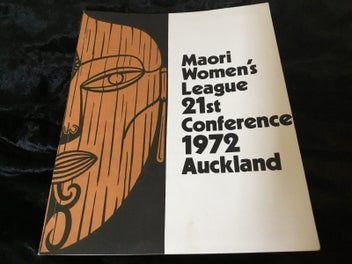 Maori
Women's
League
21st
Conference
1972
Auckland